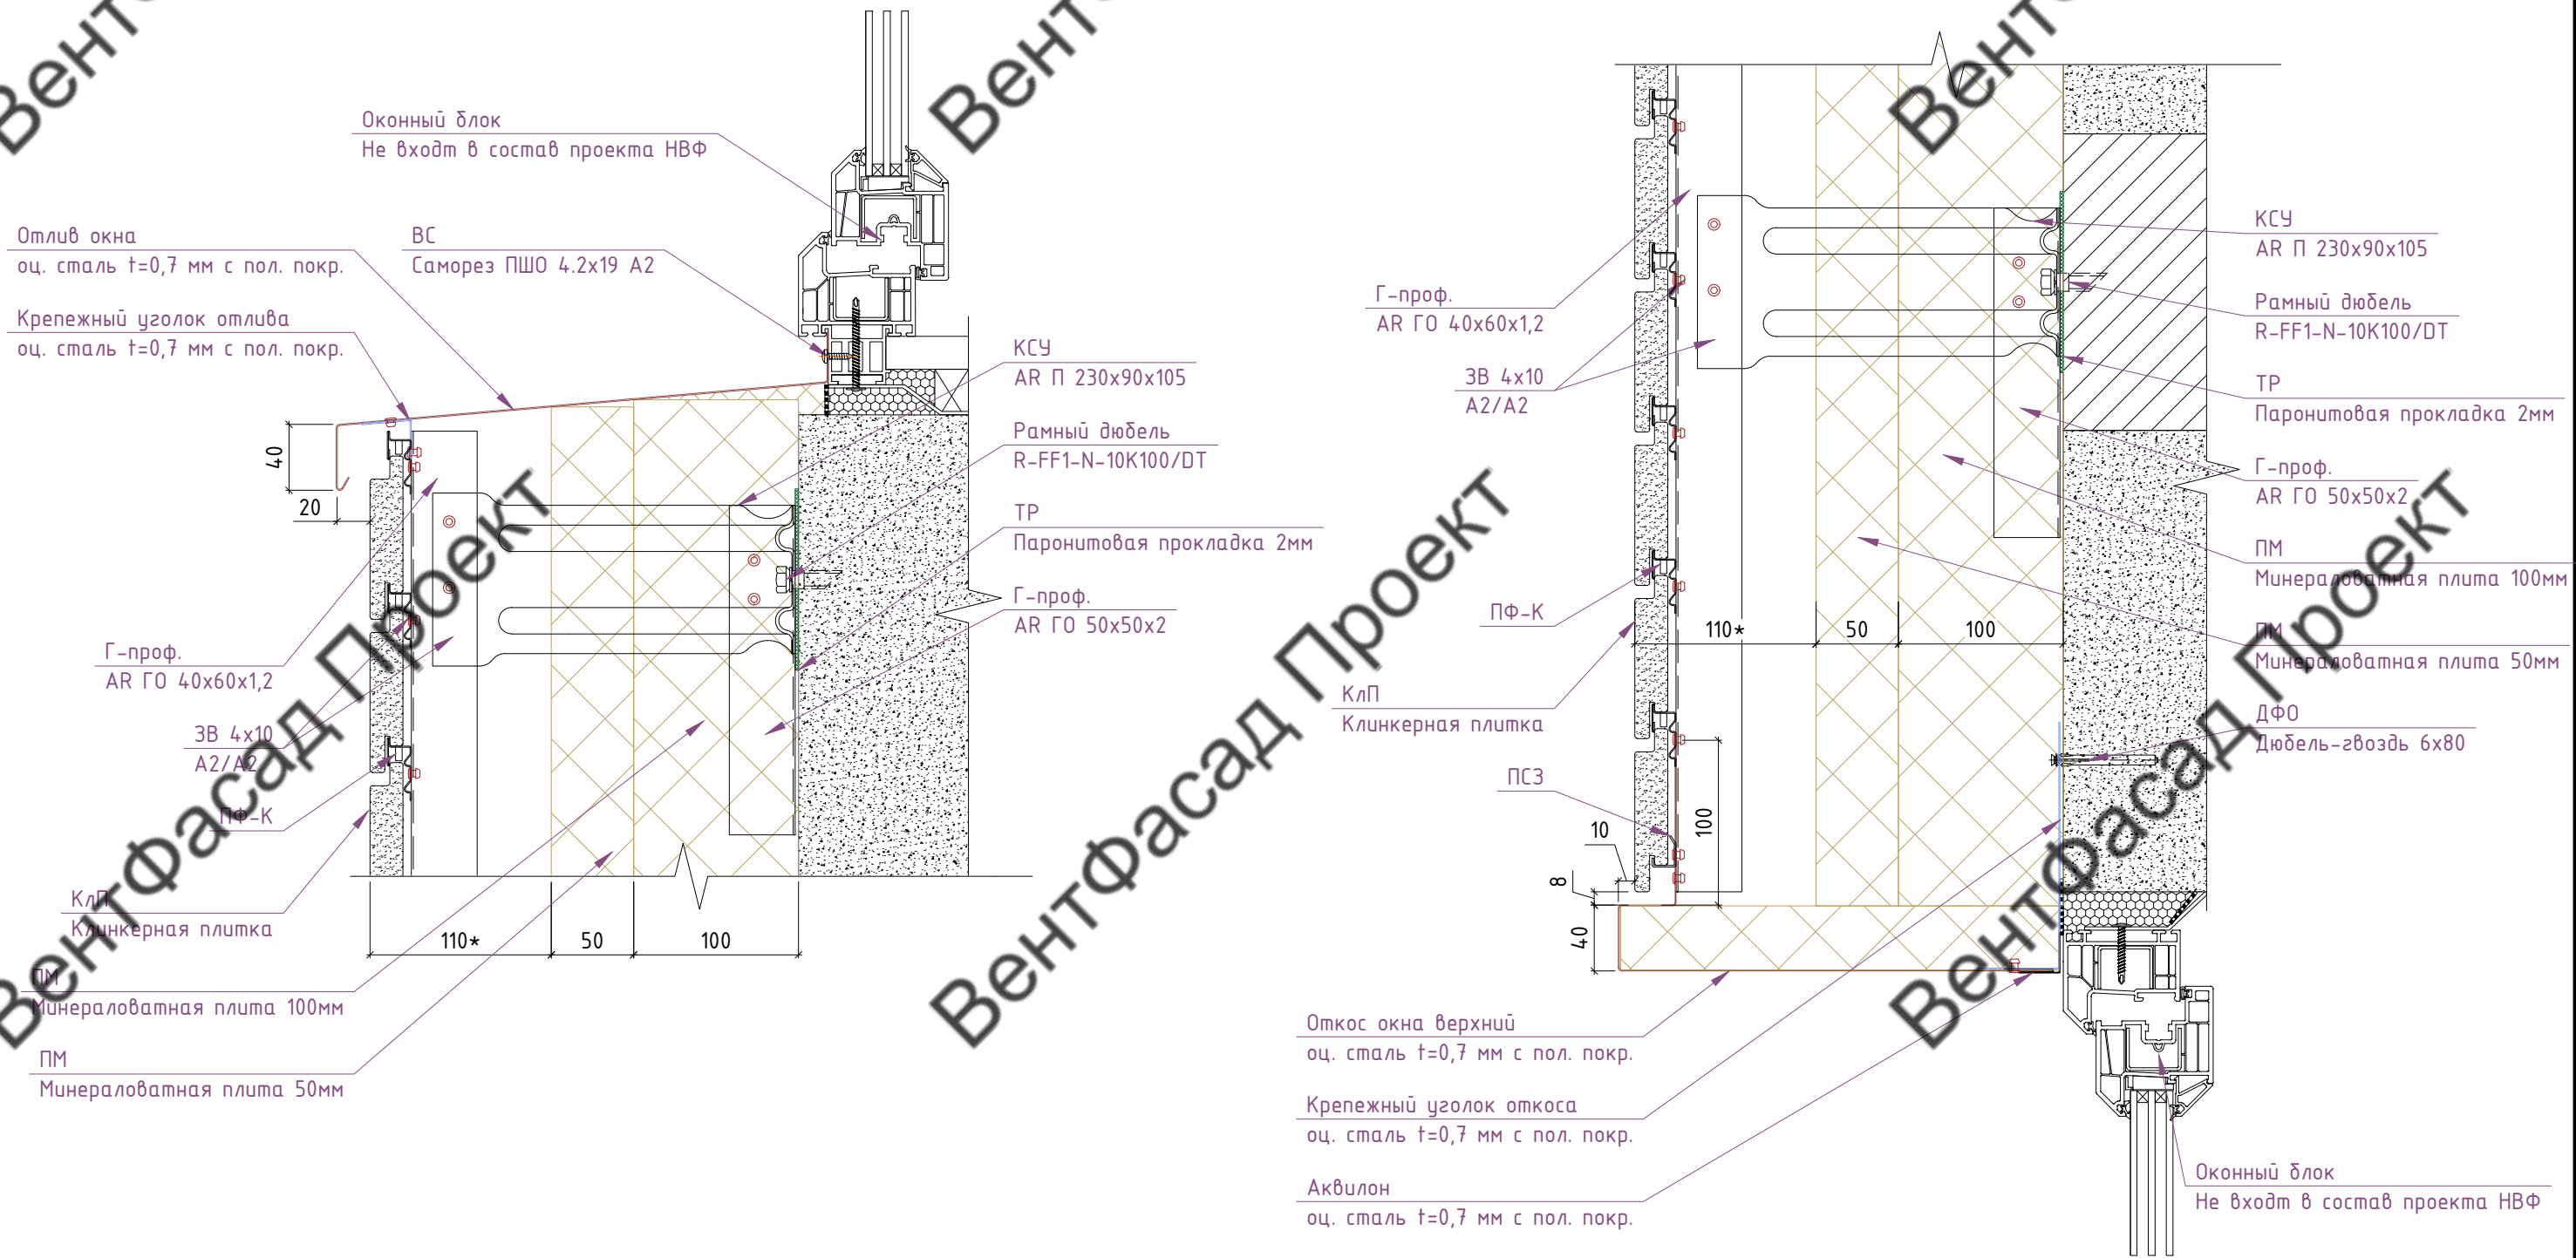 Оконный блок
Не входт в состав проекта НВФ
Отлив окна
оц. сталь t=0,7 мм с пол. покр.
ВС
Саморез ПШО 4.2х19 А2
Крепежный уголок отлива
оц. сталь t=0,7 мм с пол. покр.
КСУ
AR П 230х90х105
Рамный дюбель
R-FF1-N-10K100/DT
ТР
Паронитовая прокладка 2мм
Г-проф.
AR ГО 50х50х2
40
20
Г-проф.
AR ГО 40х60х1,2
ЗВ 4х10
А2/А2
ПФ-К
КлП
Клинкерная плитка
110*
50
100
ПМ
Минераловатная плита 100мм
ПМ
Минераловатная плита 50мм
Г-проф.
AR ГО 40х60х1,2
ЗВ 4х10
А2/А2
ПФ-К
КлП
Клинкерная плитка
ПСЗ
10
8
40
100
110*
50
100
КСУ
AR П 230х90х105
Рамный дюбель
R-FF1-N-10K100/DT
ТР
Паронитовая прокладка 2мм
Г-проф.
AR ГО 50х50х2
ПМ
Минераловатная плита 100мм
ПМ
Минераловатная плита 50мм
ДФО
Дюбель-гвоздь 6х80
Откос окна верхний
оц. сталь t=0,7 мм с пол. покр.
Крепежный уголок откоса
оц. сталь t=0,7 мм с пол. покр.
Аквилон
оц. сталь t=0,7 мм с пол. покр.
Оконный блок
Не входт в состав проекта НВФ
ВентФасад Проект
ВентФасад Проект
ВентФасад Проект